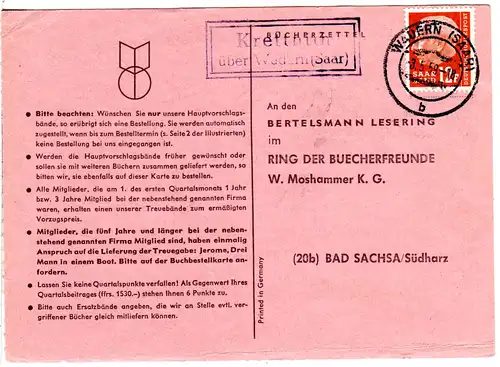 BÜCHERZETTEL
über Wadern (Saar)
WADERN (SAAR)
b
SAAR
• Bitte beachten: Wünschen Sie nur unsere Hauptvorschlags-
bände, so erübrigt sich eine Bestellung. Sie werden automatisch
zugestellt, wenn bis zum Bestelltermin (s. Seite 2 der Illustrierten)
keine Bestellung bei uns eingegangen ist.
• Werden die Hauptvorschlagsbände früher gewünscht oder
sollen sie mit weiteren Büchern zusammen geliefert werden, so
bitten wir, sie ebenfalls auf dieser Karte zu bestellen.
• Alle Mitglieder, die am 1. des ersten Quartalsmonats 1 Jahr
bzw. 3 Jahre Mitglied bei der nebenstehend genannten Firma
waren, erhalten einen unserer Treuebände zum ermäßigten
Vorzugspreis.
• Mitglieder, die fünf Jahre und länger bei der neben-
stehend genannten Firma Mitglied sind, haben einmalig
Anspruch auf die Lieferung der Treuegabe: Jerome, Drei
Mann in einem Boot. Bitte auf der Buchbestellkarte an-
fordern.
• Lassen Sie keine Quartalspunkte verfallen! Als Gegenwert Ihres
Quartalsbeitrages (ffrs. 1530.—) stehen Ihnen 6 Punkte zu.
• Bitte auch Ersatzbände angeben, die wir an Stelle evtl. ver-
griffener Bücher gleich mitliefern können.
Printed in Germany
An den
BERTELSMANN LESERING
im
RING DER BUECHERFREUNDE
W. Moshammer K. G.
(20b) BAD SACHSA/Südharz